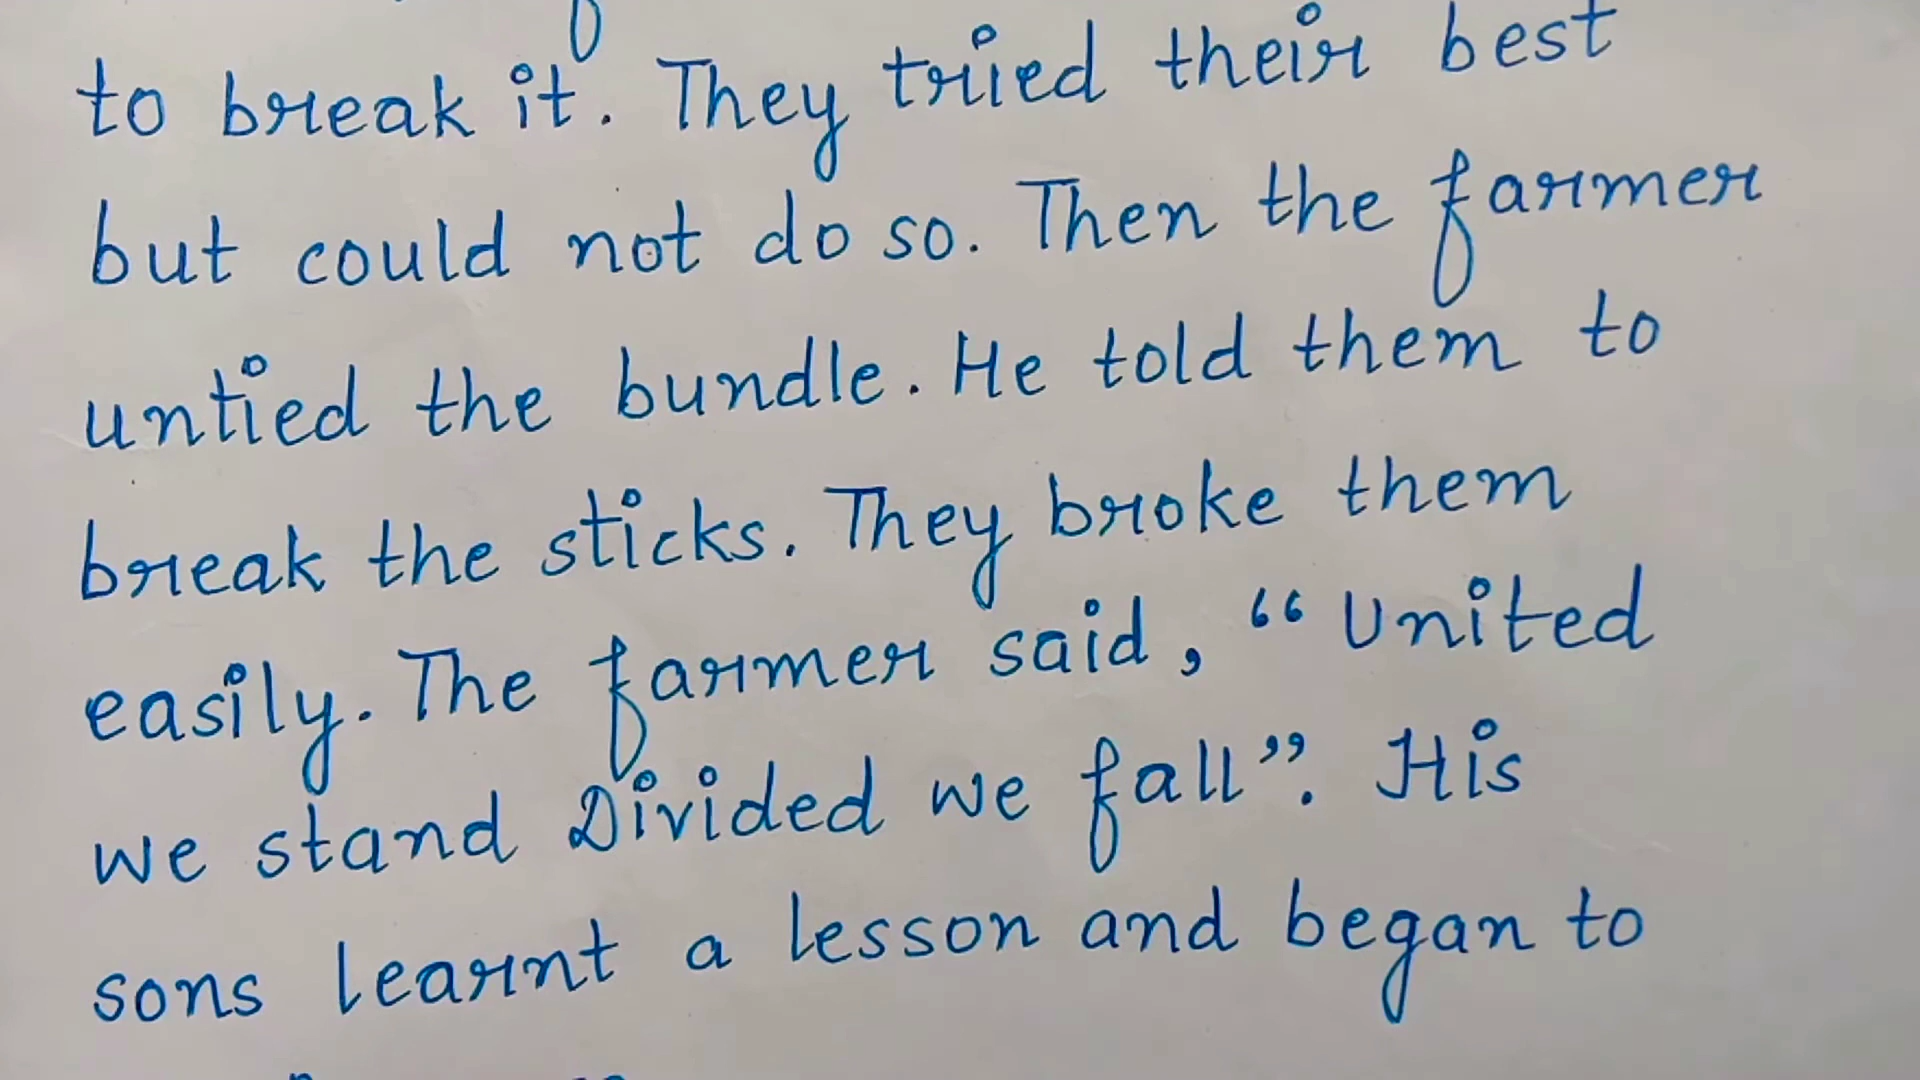 to break it. They tried their best
but could not do so. Then the farmer
untied the bundle. He told them to
break the sticks. They broke them
easily. The farmer said, “United
we stand Divided we fall”. His
sons learnt a lesson and began to